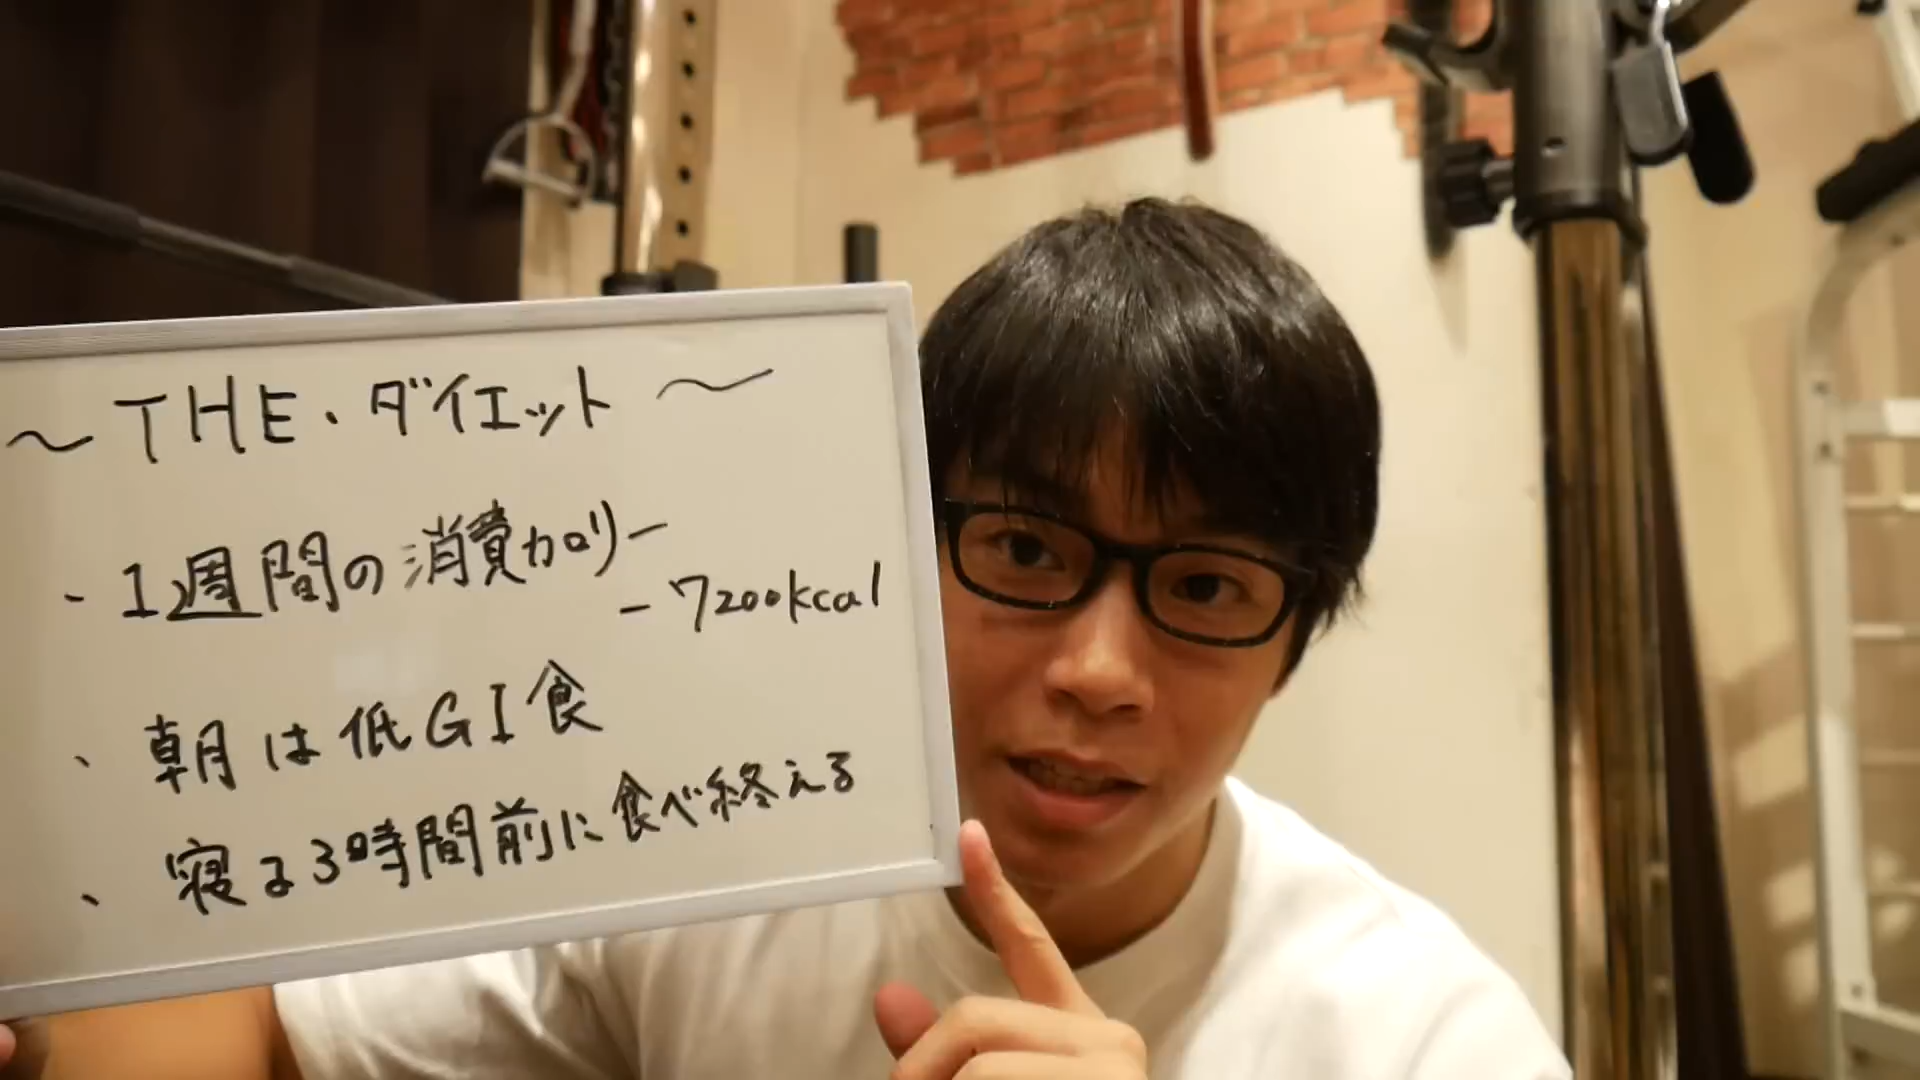 ～THE・ダイエット～
・1週間の消費カロリー
－7200kcal
・朝は低GI食
・寝る3時間前に食べ終える